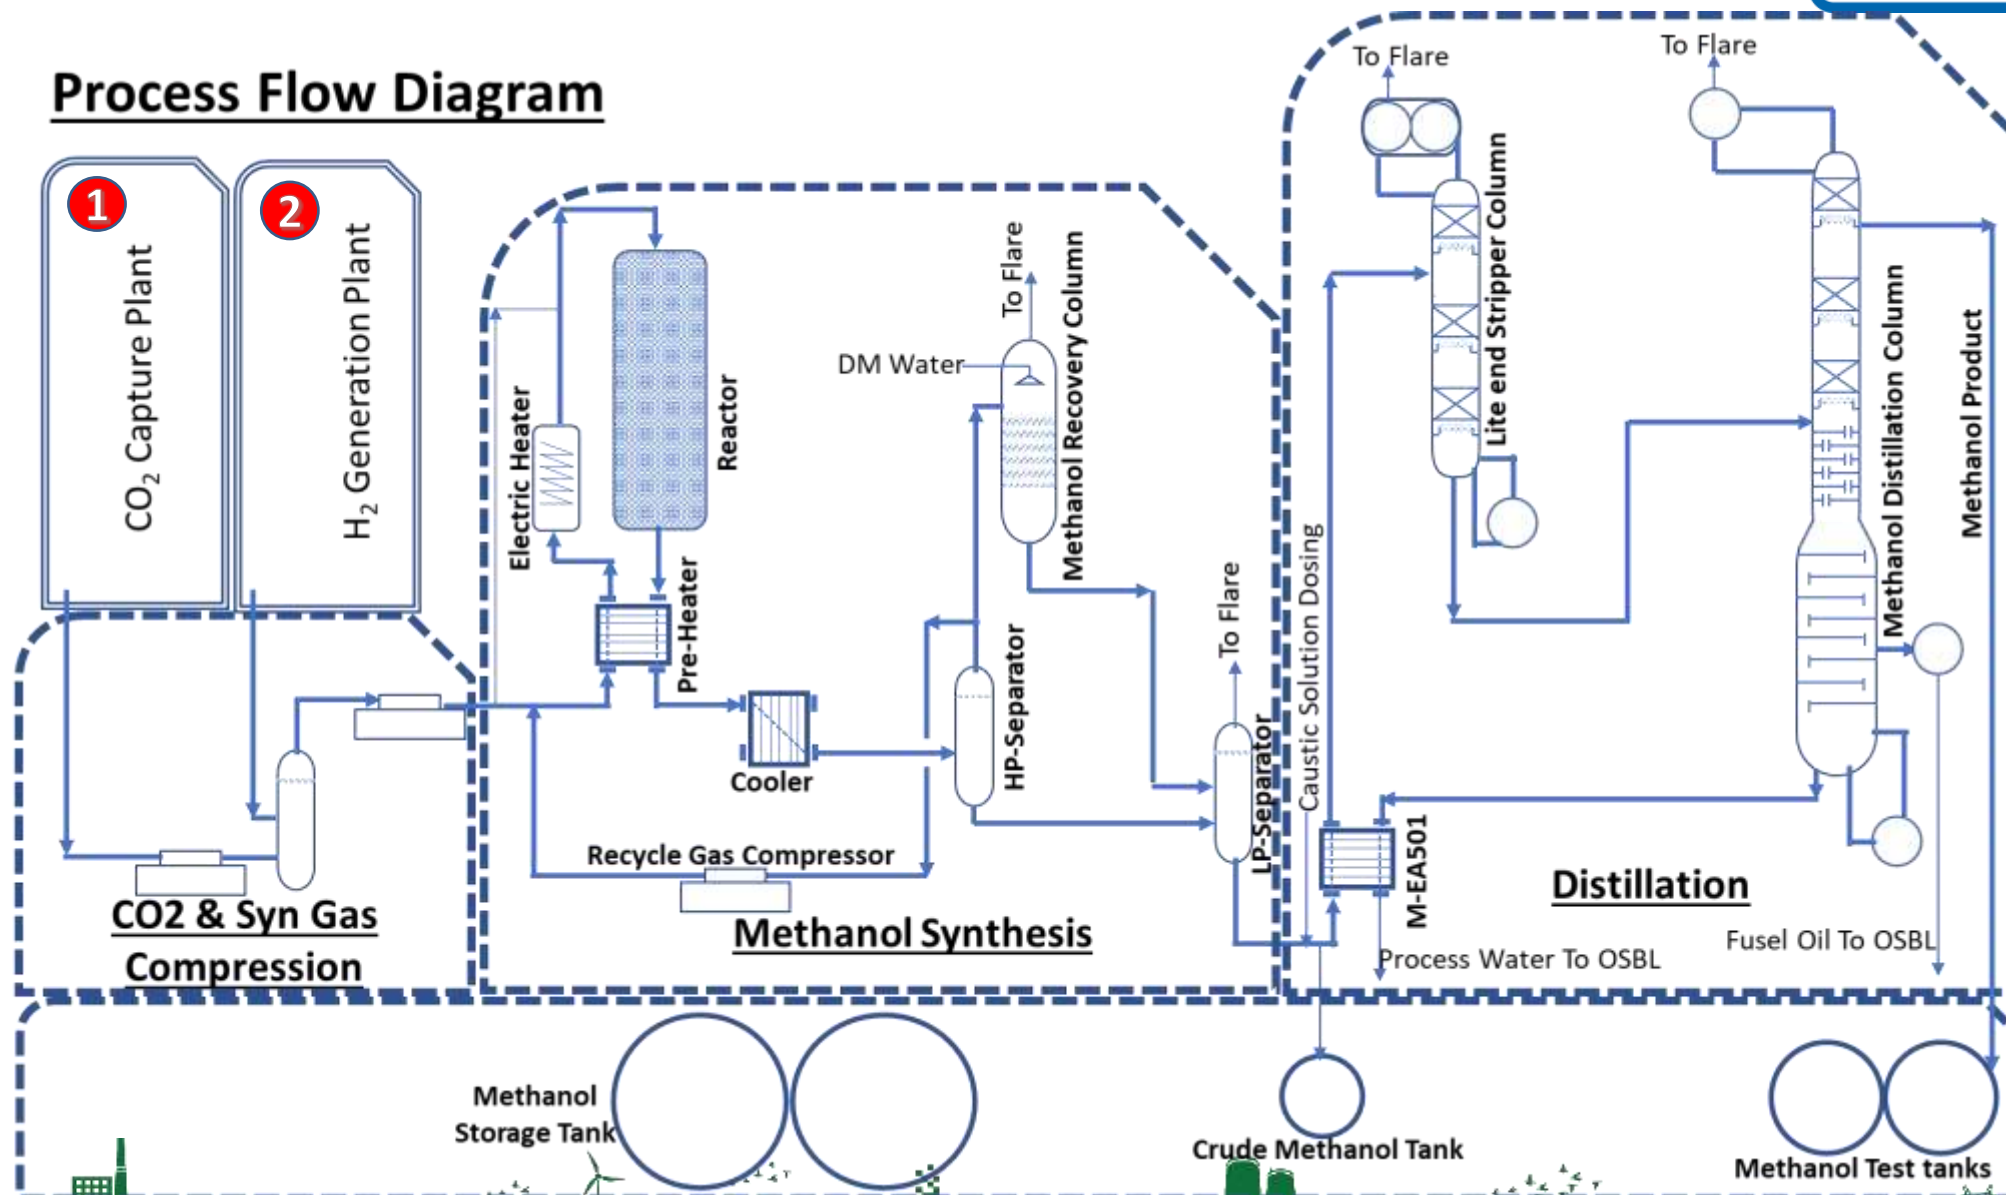 Process Flow Diagram
1
CO₂ Capture Plant
2
H₂ Generation Plant
CO2 & Syn Gas
Compression
Electric Heater
Reactor
Pre-Heater
Cooler
Recycle Gas Compressor
Methanol Synthesis
DM Water
To Flare
Methanol Recovery Column
HP-Separator
To Flare
LP-Separator
Caustic Solution Dosing
To Flare
Lite end Stripper Column
To Flare
Methanol Distillation Column
Methanol Product
M-EA501
Distillation
Process Water To OSBL
Fusel Oil To OSBL
Methanol
Storage Tank
Crude Methanol Tank
Methanol Test tanks